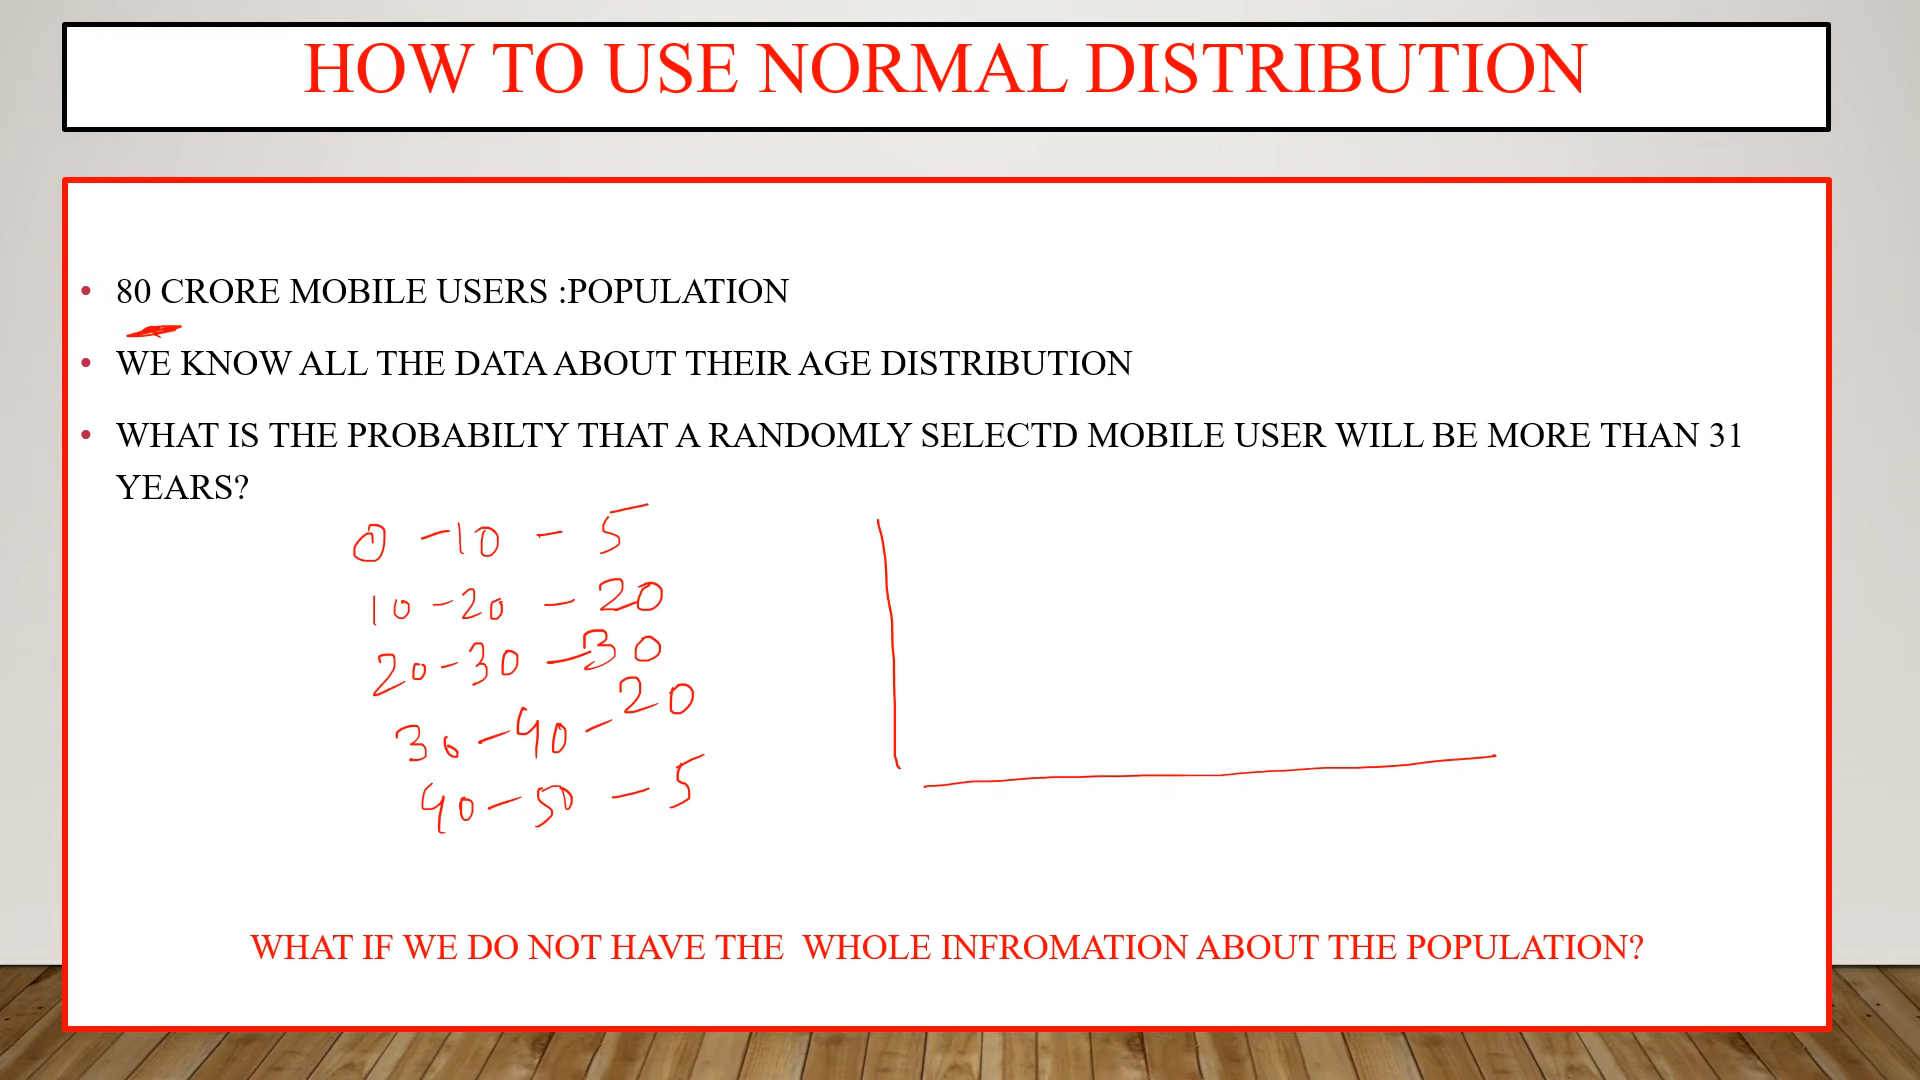 HOW TO USE NORMAL DISTRIBUTION
• 80 CRORE MOBILE USERS :POPULATION
• WE KNOW ALL THE DATA ABOUT THEIR AGE DISTRIBUTION
• WHAT IS THE PROBABILTY THAT A RANDOMLY SELECTD MOBILE USER WILL BE MORE THAN 31
YEARS?
0 - 10 - 5
10 - 20 - 20
20 - 30 - 30
30 - 40 - 20
40 - 50 - 5
WHAT IF WE DO NOT HAVE THE WHOLE INFROMATION ABOUT THE POPULATION?